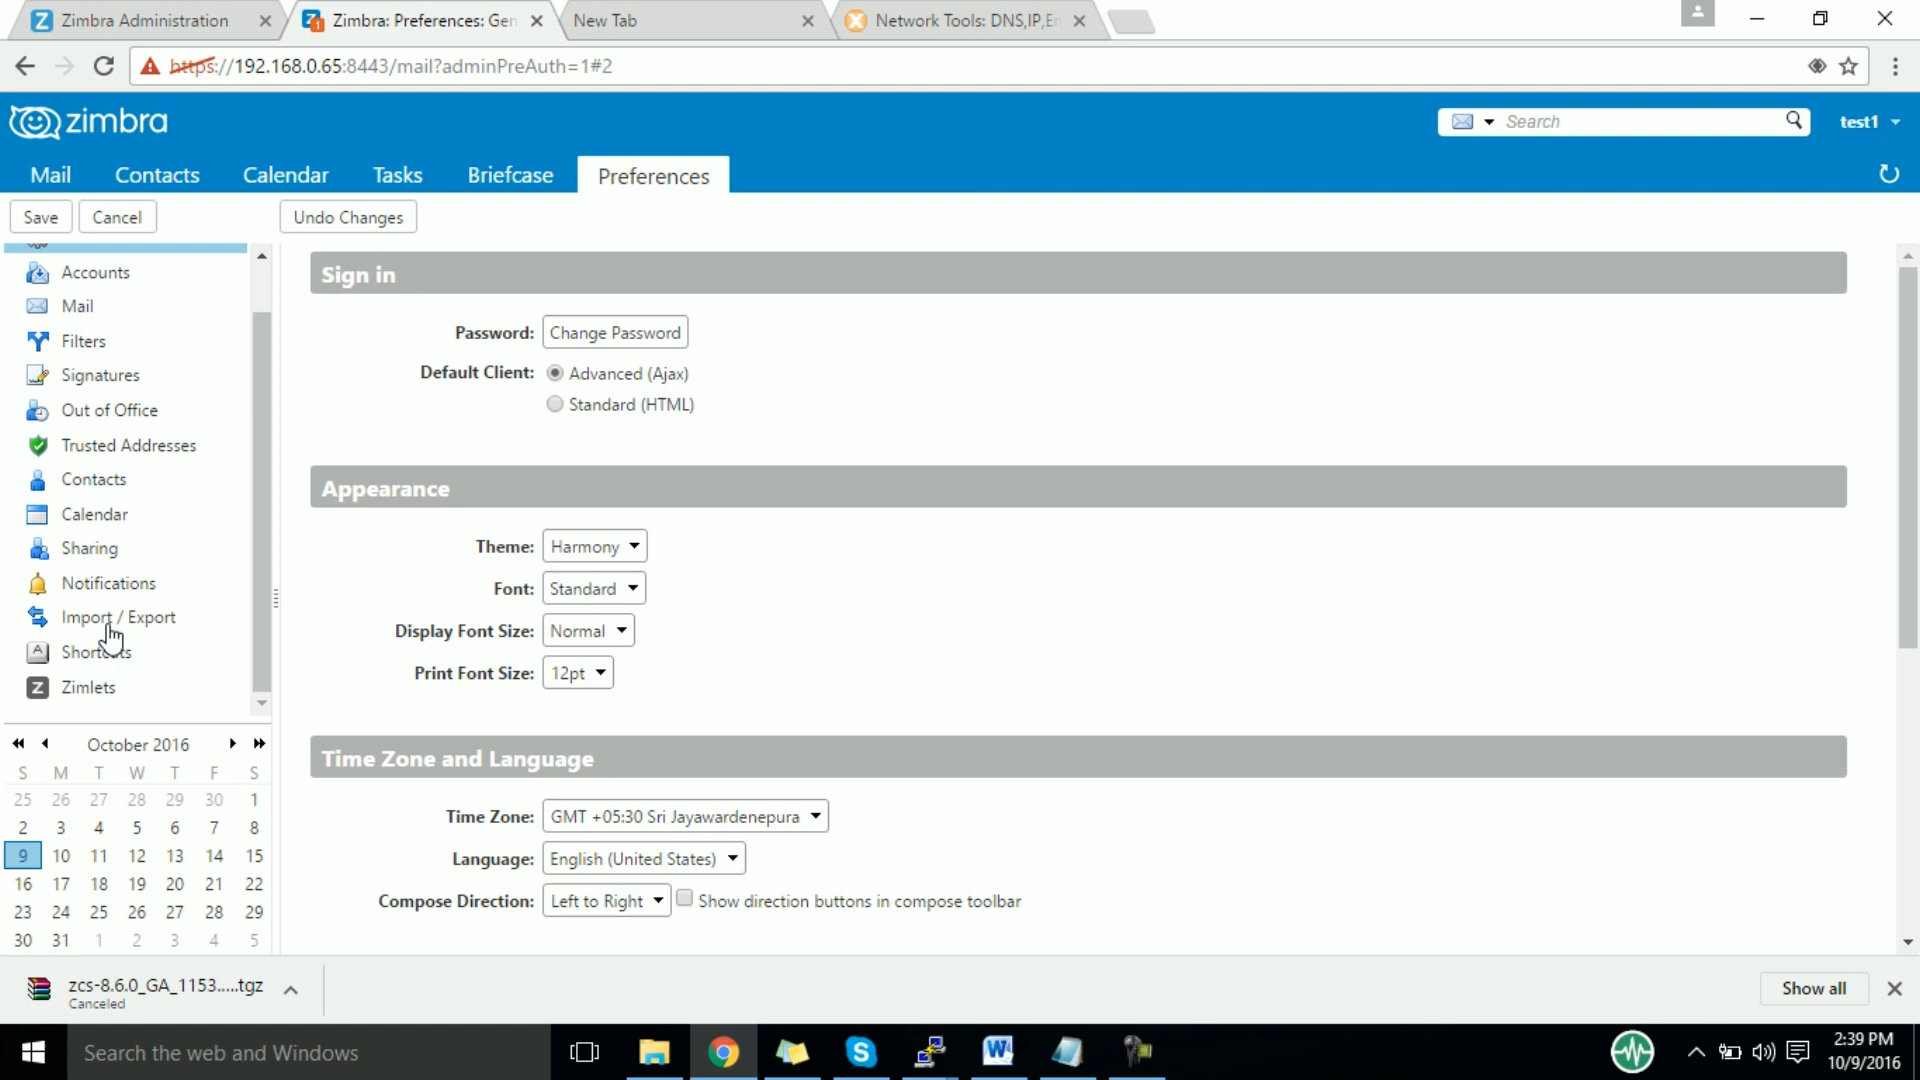 Zimbra Administration
Zimbra: Preferences: Gen
New Tab
Network Tools: DNS,IP,Em
https://192.168.0.65:8443/mail?adminPreAuth=1#2
zimbra
Search
test1
Mail Contacts Calendar Tasks Briefcase Preferences
Save Cancel Undo Changes
Accounts
Mail
Filters
Signatures
Out of Office
Trusted Addresses
Contacts
Calendar
Sharing
Notifications
Import / Export
Shortcuts
Zimlets
October 2016
S M T W T F S
25 26 27 28 29 30 1
2 3 4 5 6 7 8
9 10 11 12 13 14 15
16 17 18 19 20 21 22
23 24 25 26 27 28 29
30 31 1 2 3 4 5
Sign in
Password: Change Password
Default Client: Advanced (Ajax)
Standard (HTML)
Appearance
Theme: Harmony
Font: Standard
Display Font Size: Normal
Print Font Size: 12pt
Time Zone and Language
Time Zone: GMT +05:30 Sri Jayawardenepura
Language: English (United States)
Compose Direction: Left to Right Show direction buttons in compose toolbar
zcs-8.6.0_GA_1153.....tgz
Canceled
Show all
Search the web and Windows
2:39 PM
10/9/2016